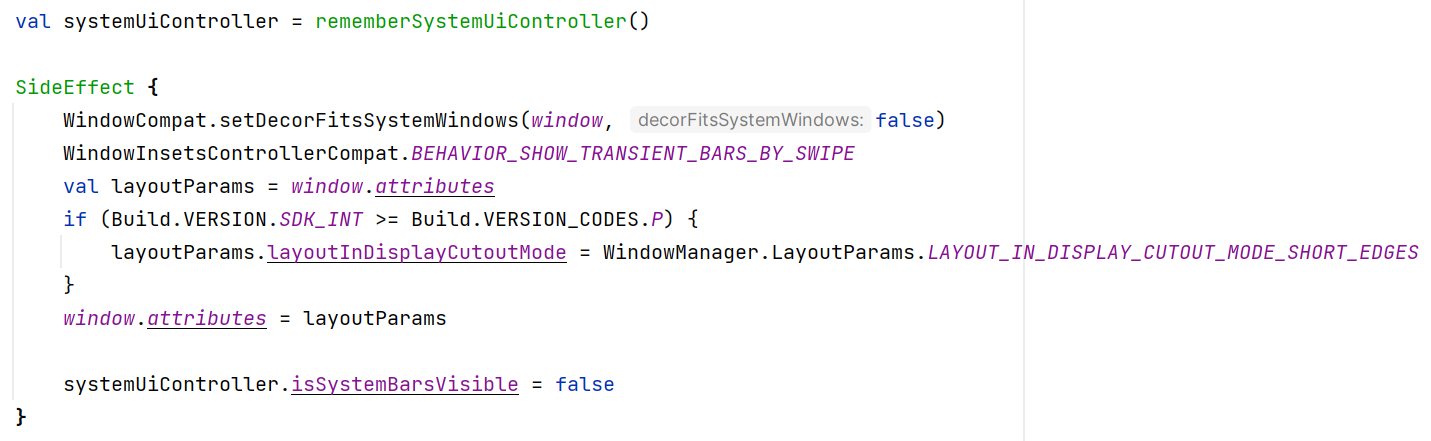 val systemUiController = rememberSystemUiController()
SideEffect {
WindowCompat.setDecorFitsSystemWindows(window, decorFitsSystemWindows: false)
WindowInsetsControllerCompat.BEHAVIOR_SHOW_TRANSIENT_BARS_BY_SWIPE
val layoutParams = window.attributes
if (Build.VERSION.SDK_INT >= Build.VERSION_CODES.P) {
layoutParams.layoutInDisplayCutoutMode = WindowManager.LayoutParams.LAYOUT_IN_DISPLAY_CUTOUT_MODE_SHORT_EDGES
}
window.attributes = layoutParams
systemUiController.isSystemBarsVisible = false
}